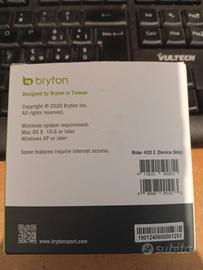 VULTECH
bryton
Designed by Bryton in Taiwan
Copyright © 2020 Bryton Inc.
All rights reserved.
Minimum system requirement:
Mac OS X 10.6 or later
Windows XP or later
Some features require internet access.
Rider 420 E (Device Only)
www.brytonsport.com
subito